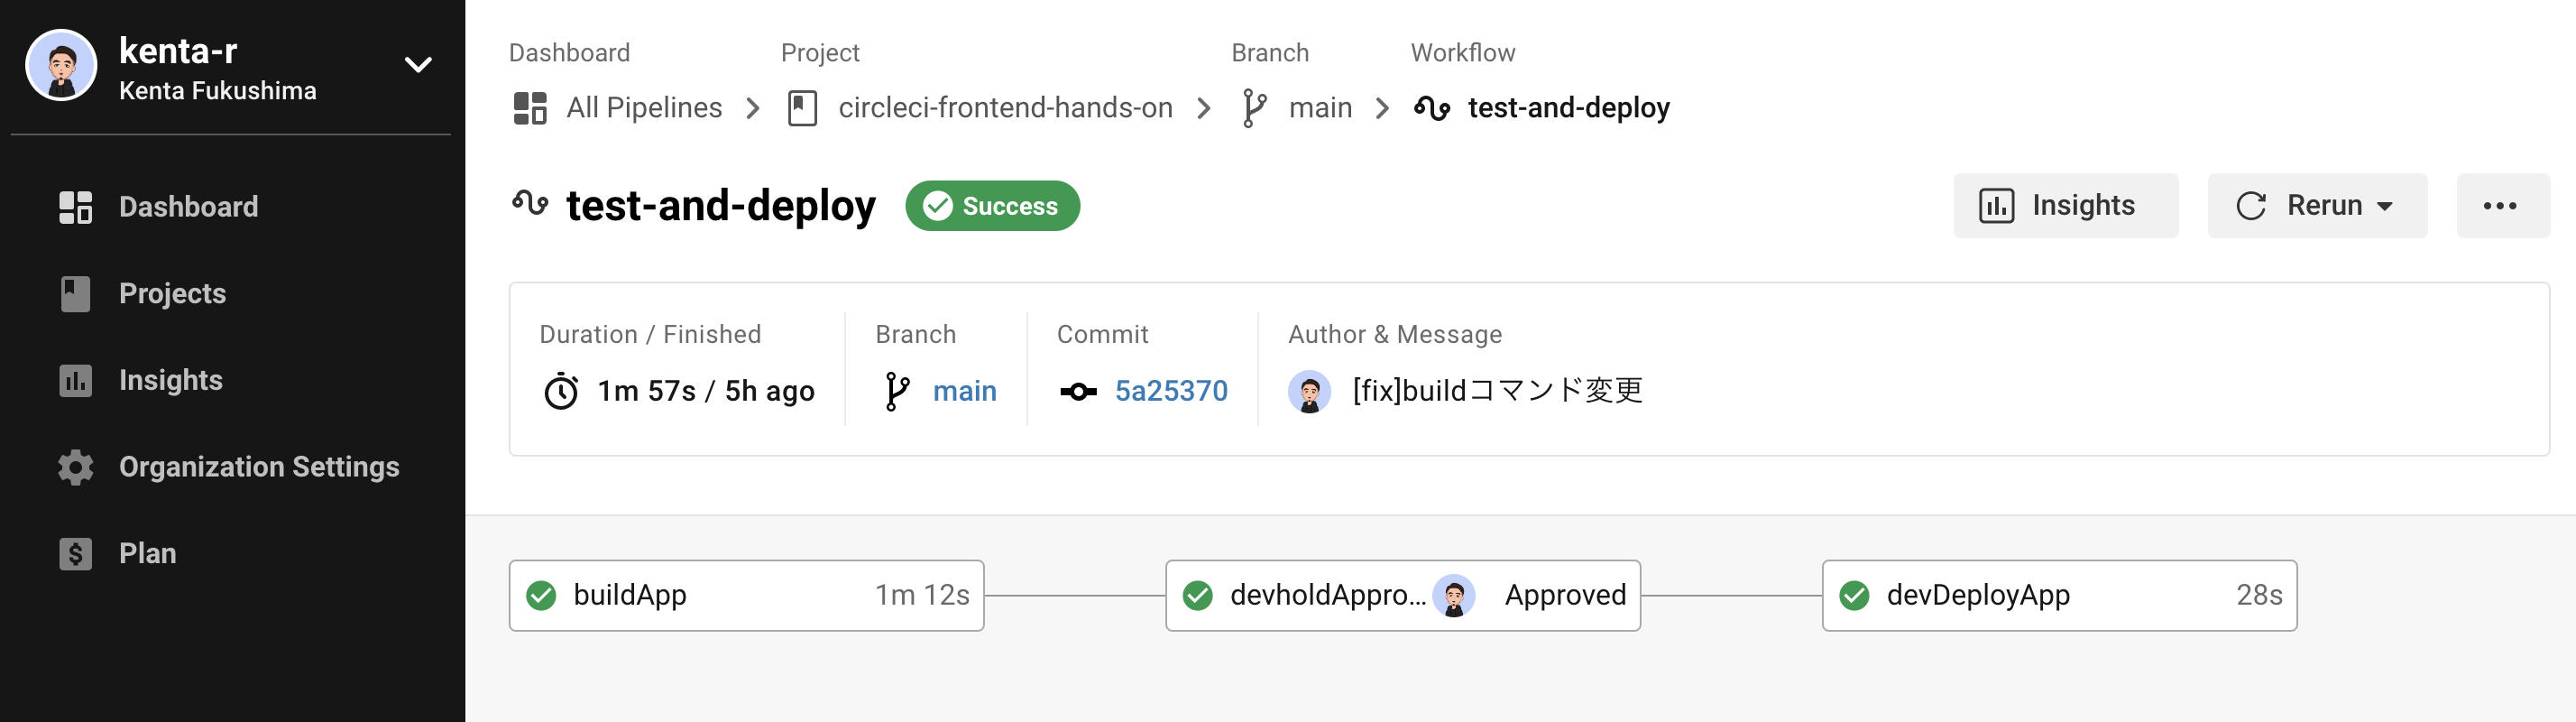 kenta-r
Kenta Fukushima
Dashboard
Projects
Insights
Organization Settings
Plan
Dashboard Project Branch Workflow
All Pipelines circleci-frontend-hands-on main test-and-deploy
test-and-deploy Success Insights Rerun
Duration / Finished Branch Commit Author & Message
1m 57s / 5h ago main 5a25370 [fix]buildコマンド変更
buildApp 1m 12s devholdAppro... Approved devDeployApp 28s